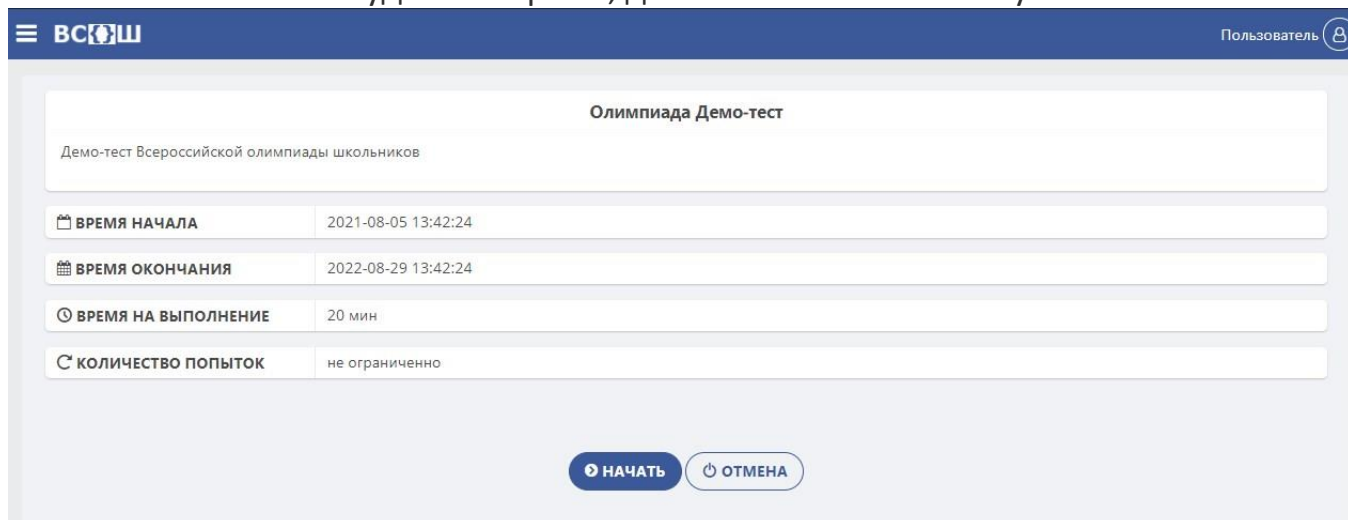 ВСОШ
Пользователь
Олимпиада Демо-тест
Демо-тест Всероссийской олимпиады школьников
ВРЕМЯ НАЧАЛА 2021-08-05 13:42:24
ВРЕМЯ ОКОНЧАНИЯ 2022-08-29 13:42:24
ВРЕМЯ НА ВЫПОЛНЕНИЕ 20 мин
КОЛИЧЕСТВО ПОПЫТОК не ограниченно
НАЧАТЬ ОТМЕНА